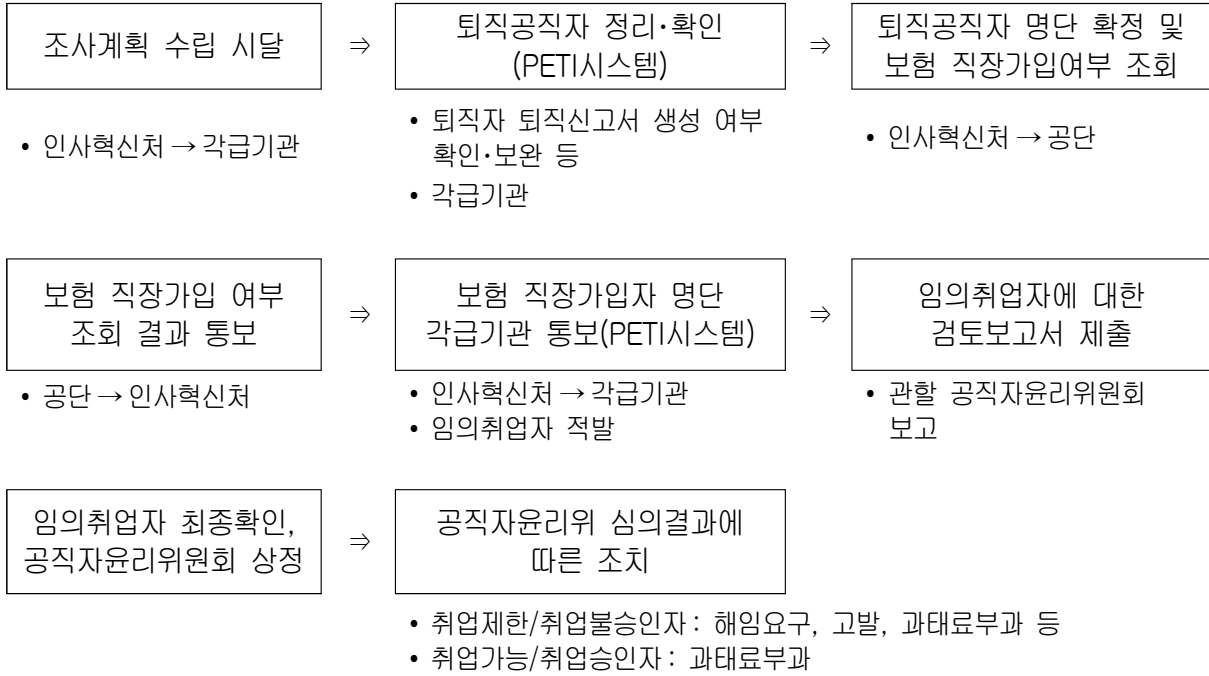 조사계획 수립 시달
⇒
퇴직공직자 정리·확인
(PETI시스템)
⇒
퇴직공직자 명단 확정 및
보험 직장가입여부 조회
• 인사혁신처 → 각급기관
• 퇴직자 퇴직신고서 생성 여부
확인·보완 등
• 각급기관
• 인사혁신처 → 공단
보험 직장가입 여부
조회 결과 통보
⇒
보험 직장가입자 명단
각급기관 통보(PETI시스템)
⇒
임의취업자에 대한
검토보고서 제출
• 공단 → 인사혁신처
• 인사혁신처 → 각급기관
• 임의취업자 적발
• 관할 공직자윤리위원회
보고
임의취업자 최종확인,
공직자윤리위원회 상정
⇒
공직자윤리위 심의결과에
따른 조치
• 취업제한/취업불승인자 : 해임요구, 고발, 과태료부과 등
• 취업가능/취업승인자 : 과태료부과